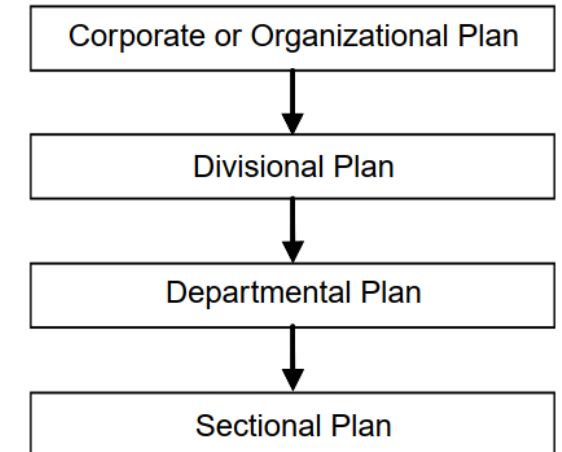 Corporate or Organizational Plan
Divisional Plan
Departmental Plan
Sectional Plan